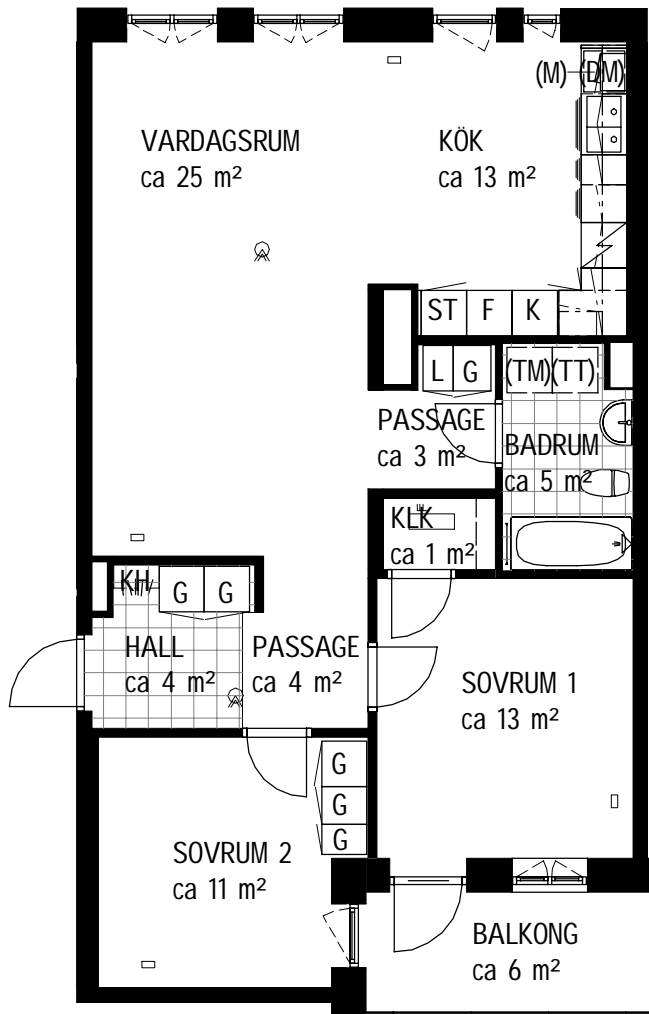 (M) (DM)
VARDAGSRUM
ca 25 m²
KÖK
ca 13 m²
ST F K
L G
(TM)(TT)
PASSAGE
ca 3 m²
BADRUM
ca 5 m²
KLK
ca 1 m²
KH
G G
HALL
ca 4 m²
PASSAGE
ca 4 m²
SOVRUM 1
ca 13 m²
G
G
G
SOVRUM 2
ca 11 m²
BALKONG
ca 6 m²